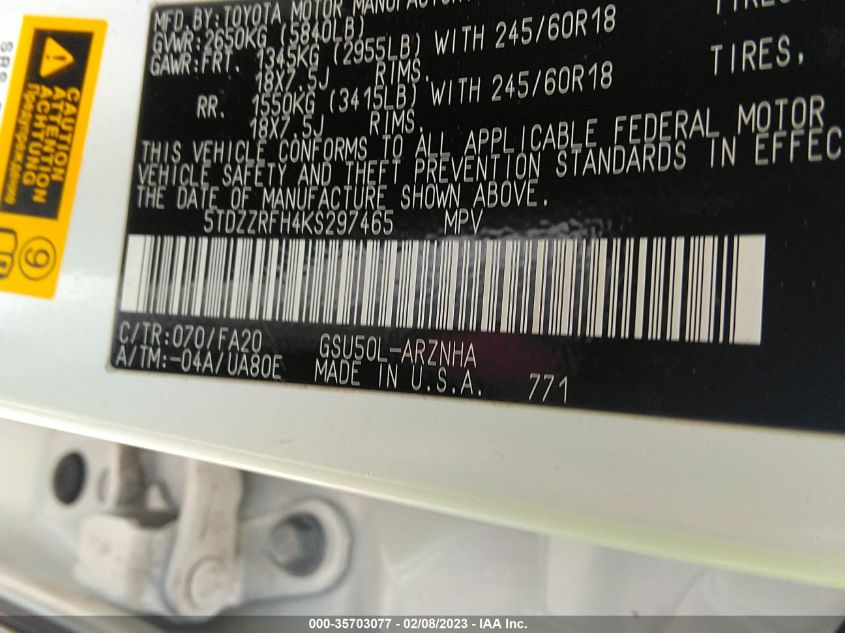 MFD. BY: TOYOTA MOTOR
GVWR: 2650KG (5840LB)
GAWR: FRT. 1345KG (2955LB) WITH 245/60R18
18X7.5J RIMS.
RR. 1550KG (3415LB) WITH 245/60R18 TIRES,
18X7.5J RIMS.
THIS VEHICLE CONFORMS TO ALL APPLICABLE FEDERAL MOTOR
VEHICLE SAFETY AND THEFT PREVENTION STANDARDS IN EFFEC
THE DATE OF MANUFACTURE SHOWN ABOVE.
5TDZZRFH4KS297465 MPV
C/TR: 070/FA20 GSU50L-ARZNHA
A/TM:-04A/UA80E MADE IN U.S.A. 771
CAUTION
ATTENTION
ACHTUNG
9
000-35703077 - 02/08/2023 - IAA Inc.